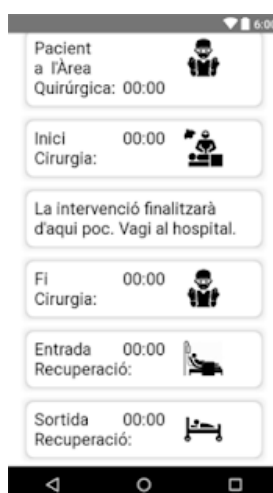 6:00
Pacient
a l'Àrea
Quirúrgica: 00:00
Inici 00:00
Cirurgia:
La intervenció finalitzarà
d'aqui poc. Vagi al hospital.
Fi 00:00
Cirurgia:
Entrada 00:00
Recuperació:
Sortida 00:00
Recuperació: